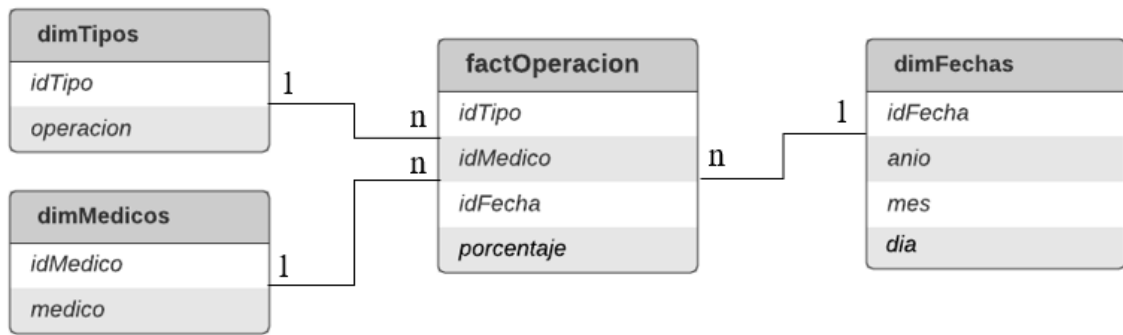 dimTipos
idTipo
operacion
1
n
dimMedicos
idMedico
medico
1
n
factOperacion
idTipo
idMedico
idFecha
porcentaje
n
1
dimFechas
idFecha
anio
mes
dia